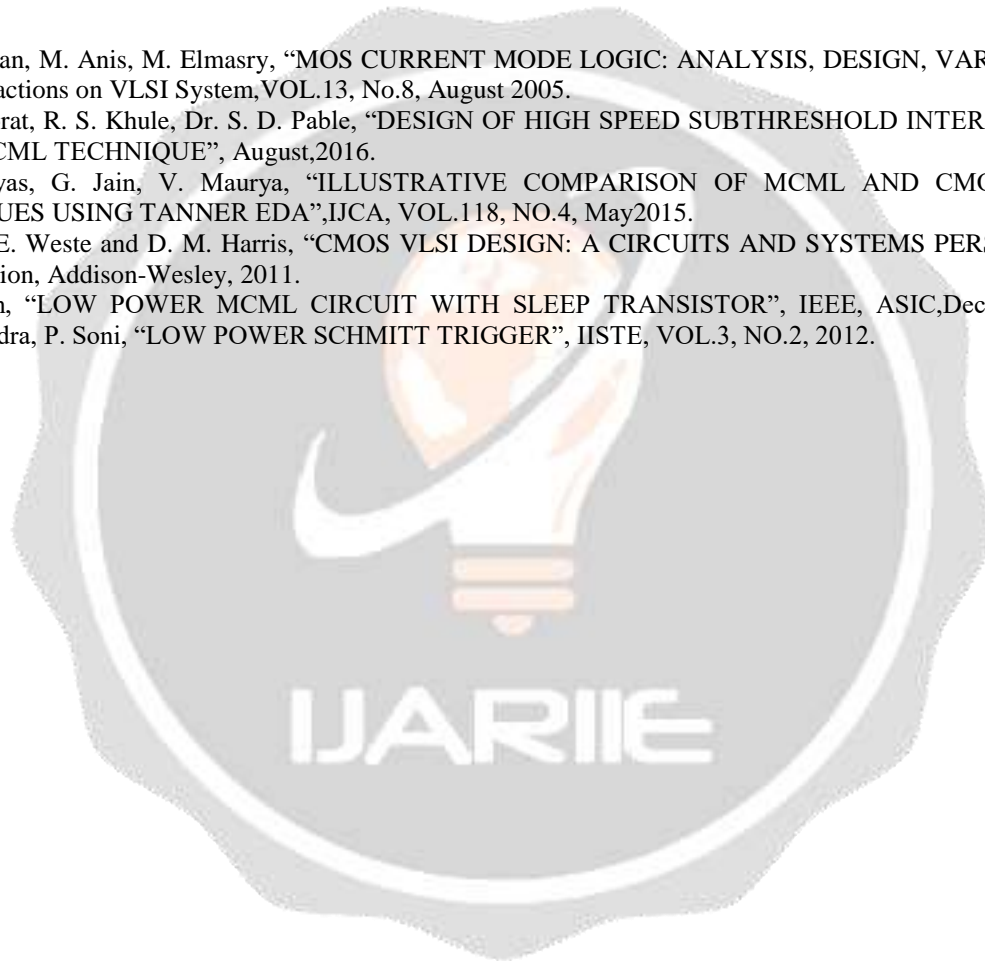 an, M. Anis, M. Elmasry, “MOS CURRENT MODE LOGIC: ANALYSIS, DESIGN, VAR
actions on VLSI System,VOL.13, No.8, August 2005.
rat, R. S. Khule, Dr. S. D. Pable, “DESIGN OF HIGH SPEED SUBTHRESHOLD INTER
CML TECHNIQUE”, August,2016.
yas, G. Jain, V. Maurya, “ILLUSTRATIVE COMPARISON OF MCML AND CMO
UES USING TANNER EDA”,IJCA, VOL.118, NO.4, May2015.
E. Weste and D. M. Harris, “CMOS VLSI DESIGN: A CIRCUITS AND SYSTEMS PERS
ion, Addison-Wesley, 2011.
n, “LOW POWER MCML CIRCUIT WITH SLEEP TRANSISTOR”, IEEE, ASIC,Dec
dra, P. Soni, “LOW POWER SCHMITT TRIGGER”, IISTE, VOL.3, NO.2, 2012.
IJARIIE